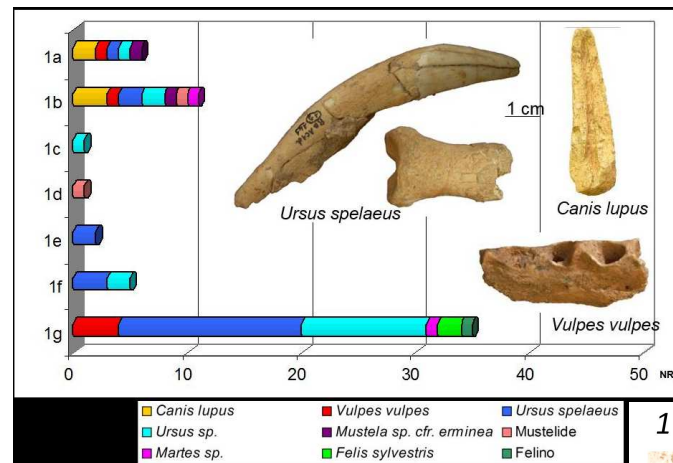 1a
1b
1c
1d
1e
1f
1g
1 cm
Ursus spelaeus
Canis lupus
Vulpes vulpes
0 10 20 30 40 50 NR
Canis lupus Vulpes vulpes Ursus spelaeus
Ursus sp. Mustela sp. cfr. erminea Mustelide
Martes sp. Felis sylvestris Felino
1